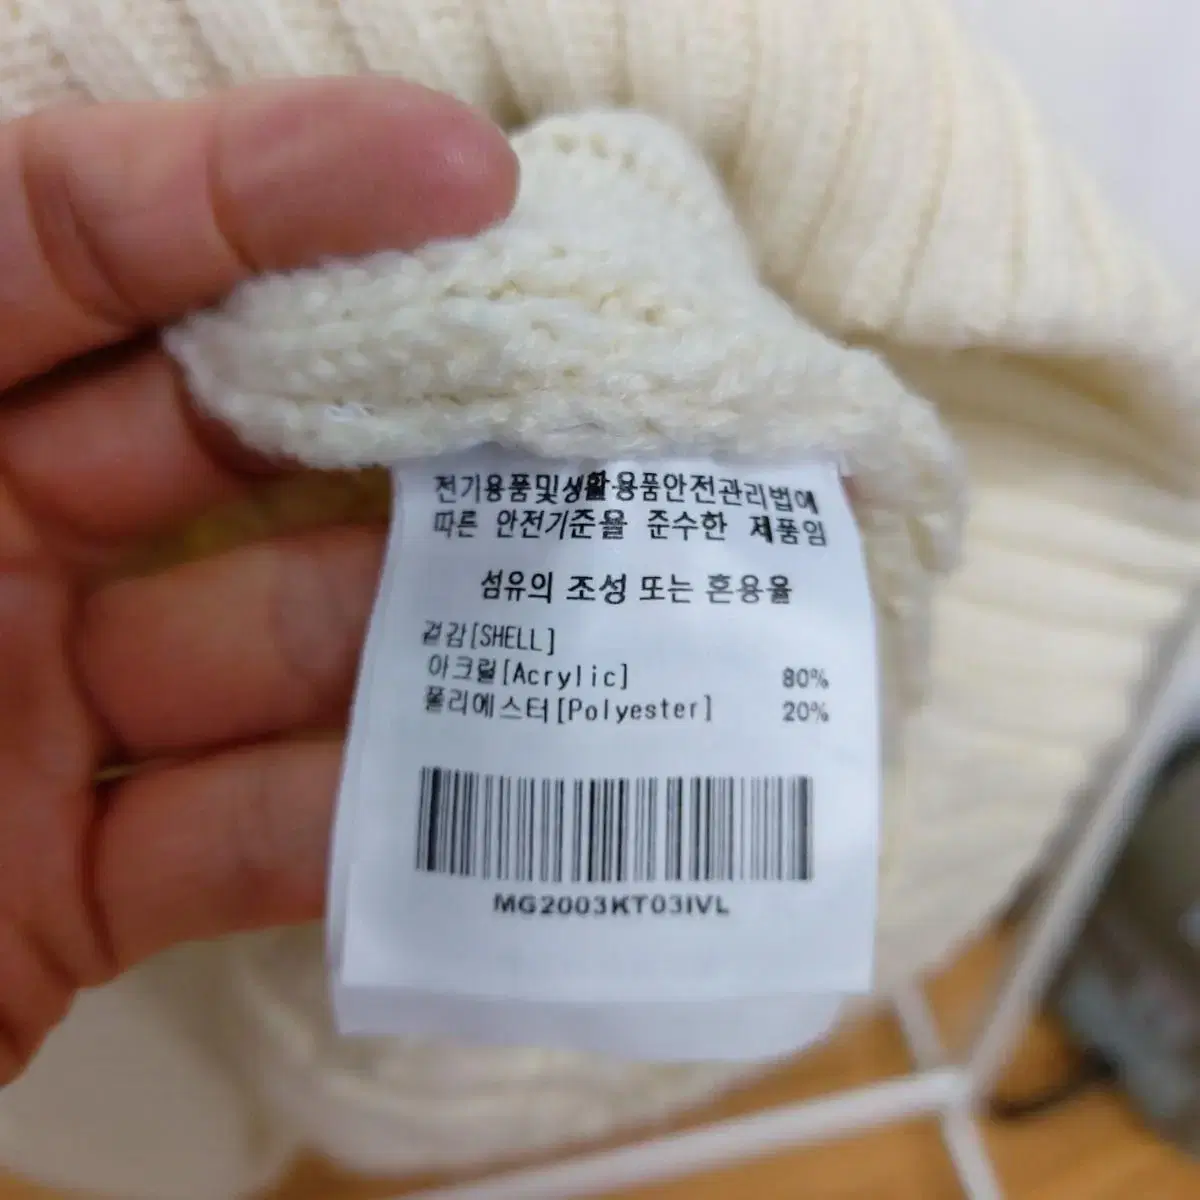 전기용품및생활용품안전관리법에
따른 안전기준을 준수한 제품임
섬유의 조성 또는 혼용율
겉감[SHELL]
아크릴[Acrylic] 80%
폴리에스터[Polyester] 20%
MG2003KT03IVL